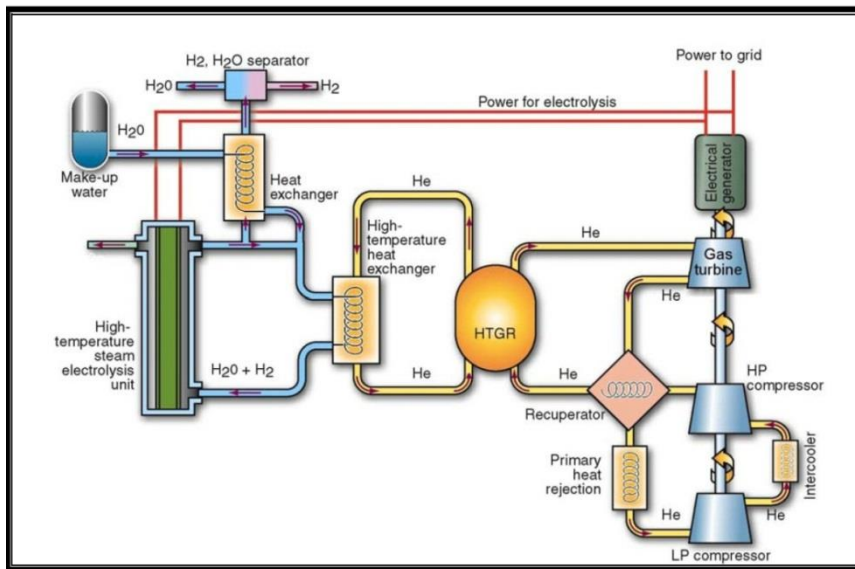 H2, H2O separator
H2O
H2
Power to grid
Power for electrolysis
H2O
Make-up
water
Heat
exchanger
He
High-
temperature
heat
exchanger
Electrical
generator
He
Gas
turbine
He
HTGR
High-
temperature
steam
electrolysis
unit
H2O + H2
He
He
HP
compressor
Recuperator
Primary
heat
rejection
Intercooler
He
He
LP compressor